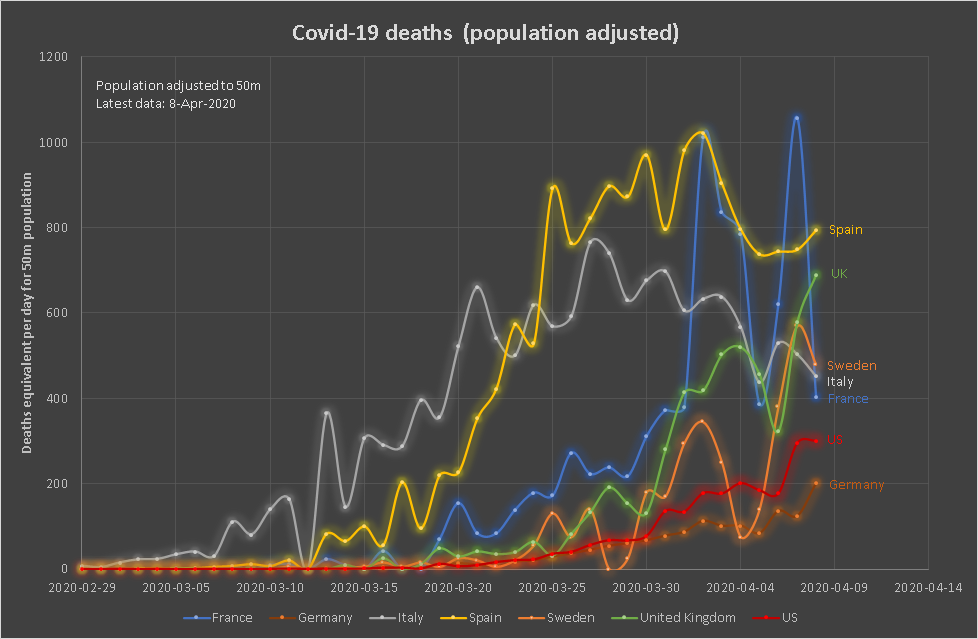 Covid-19 deaths (population adjusted)
1200
Population adjusted to 50m
Latest data: 8-Apr-2020
1000
Deaths equivalent per day for 50m population
800
Spain
UK
600
Sweden
Italy
400
France
US
200
Germany
0
2020-02-29 2020-03-05 2020-03-10 2020-03-15 2020-03-20 2020-03-25 2020-03-30 2020-04-04 2020-04-09 2020-04-14
France Germany Italy Spain Sweden United Kingdom US